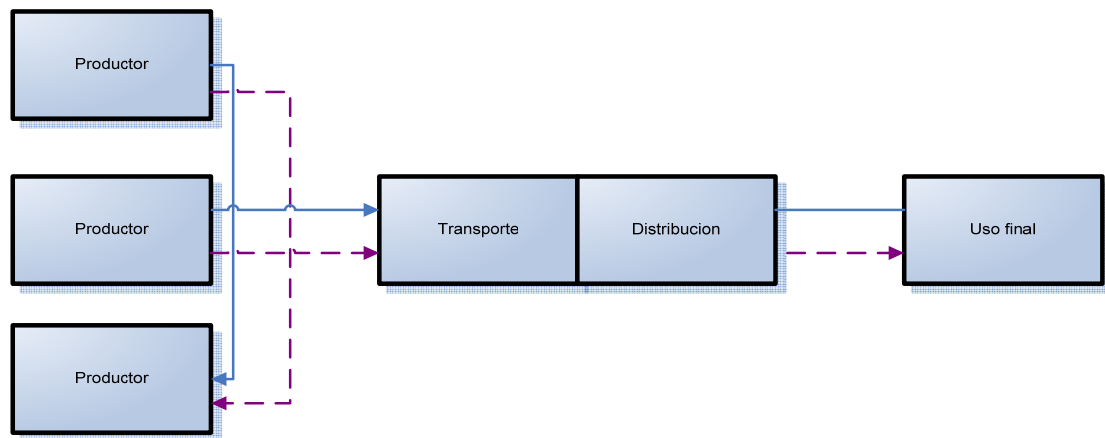 Productor
Productor
Transporte
Distribucion
Uso final
Productor